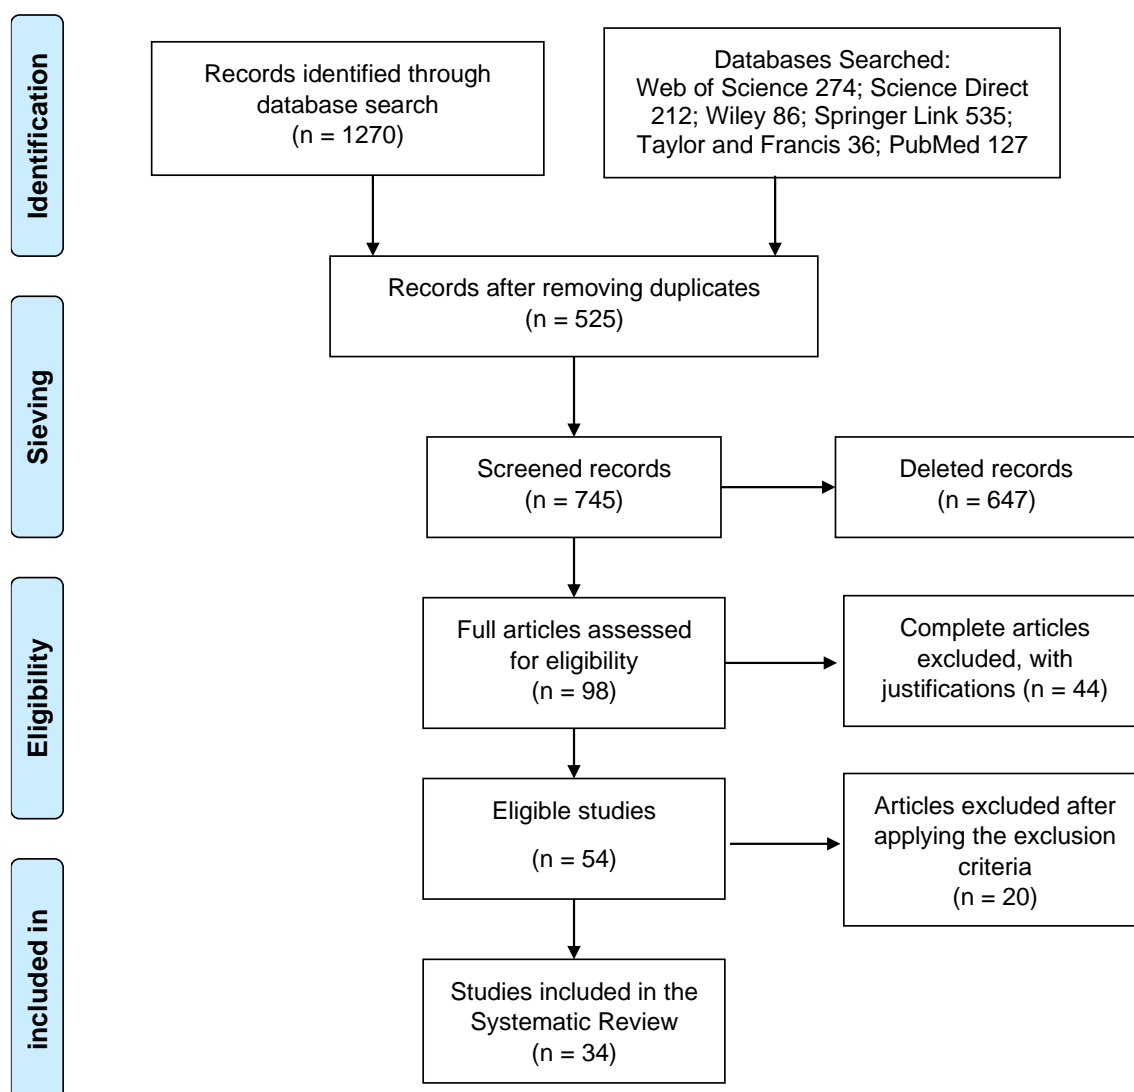 Identification
Records identified through
database search
(n = 1270)
Databases Searched:
Web of Science 274; Science Direct
212; Wiley 86; Springer Link 535;
Taylor and Francis 36; PubMed 127
Records after removing duplicates
(n = 525)
Sieving
Screened records
(n = 745)
Deleted records
(n = 647)
Eligibility
Full articles assessed
for eligibility
(n = 98)
Complete articles
excluded, with
justifications (n = 44)
Eligible studies
(n = 54)
Articles excluded after
applying the exclusion
criteria
(n = 20)
included in
Studies included in the
Systematic Review
(n = 34)